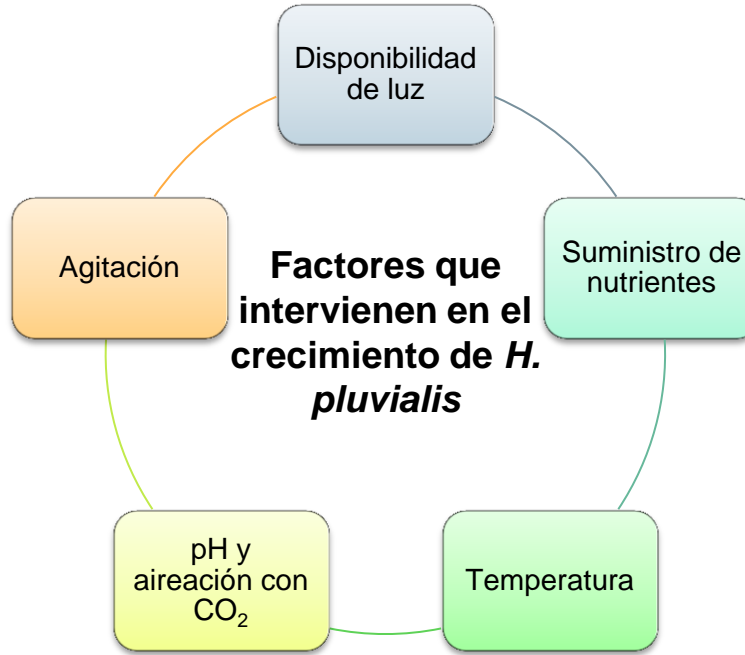 Disponibilidad
de luz
Suministro de
nutrientes
Temperatura
pH y
aireación con
CO₂
Agitación
Factores que
intervienen en el
crecimiento de H.
pluvialis